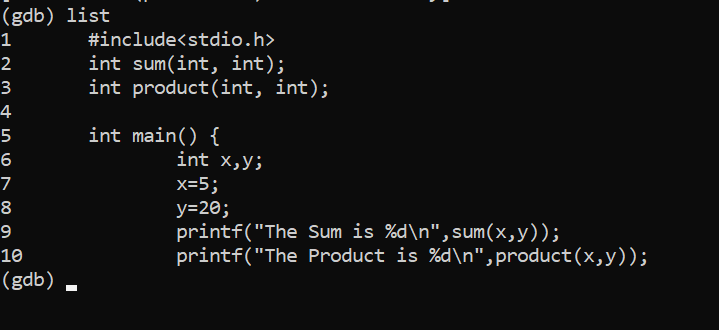 (gdb) list
1       #include<stdio.h>
2       int sum(int, int);
3       int product(int, int);
4
5       int main() {
6               int x,y;
7               x=5;
8               y=20;
9               printf("The Sum is %d\n",sum(x,y));
10              printf("The Product is %d\n",product(x,y));
(gdb)